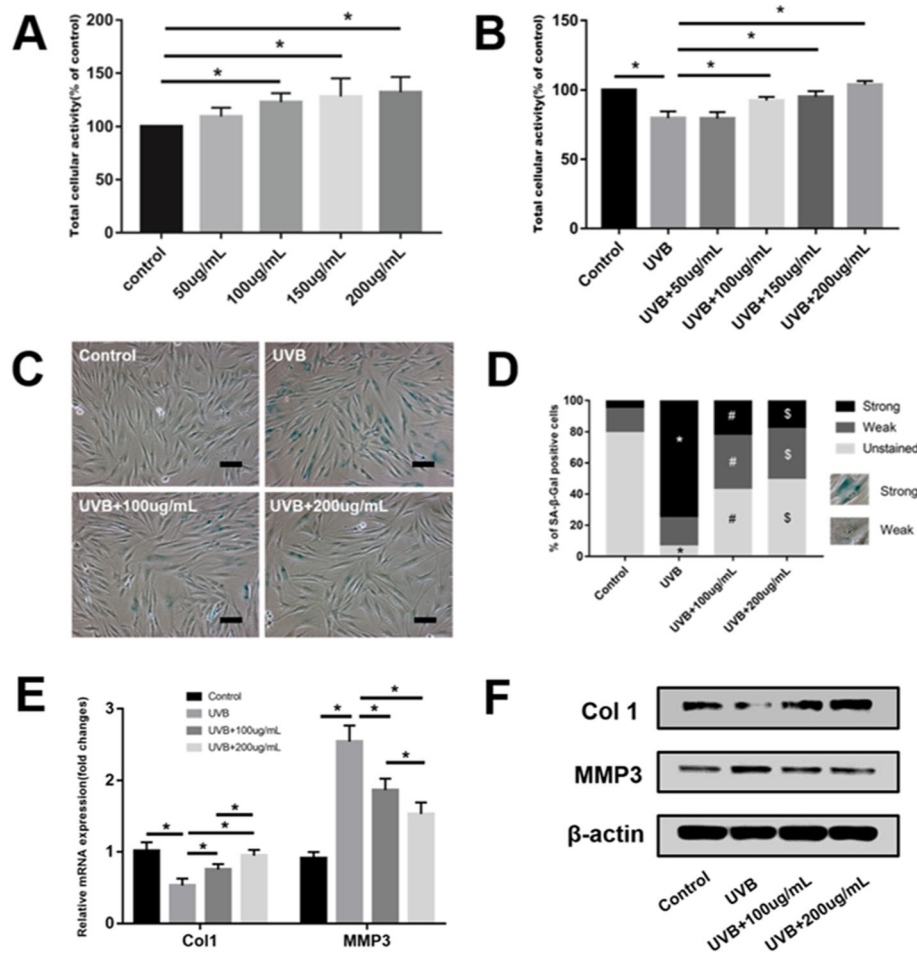 A
Total cellular activity(% of control)
200
150
100
50
0
*
*
*
control
50ug/mL
100ug/mL
150ug/mL
200ug/mL
B
Total cellular activity(% of control)
150
100
50
0
*
*
*
*
Control
UVB
UVB+50ug/mL
UVB+100ug/mL
UVB+150ug/mL
UVB+200ug/mL
C
Control
UVB
UVB+100ug/mL
UVB+200ug/mL
D
% of SA-β-Gal positive cells
100
80
60
40
20
0
*
*
#
#
#
$
$
$
Control
UVB
UVB+100ug/mL
UVB+200ug/mL
Strong
Weak
Unstained
Strong
Weak
E
Relative mRNA expression(fold changes)
3
2
1
0
Control
UVB
UVB+100ug/mL
UVB+200ug/mL
*
*
*
*
*
*
*
*
Col1
MMP3
F
Col 1
MMP3
β-actin
Control
UVB
UVB+100ug/mL
UVB+200ug/mL